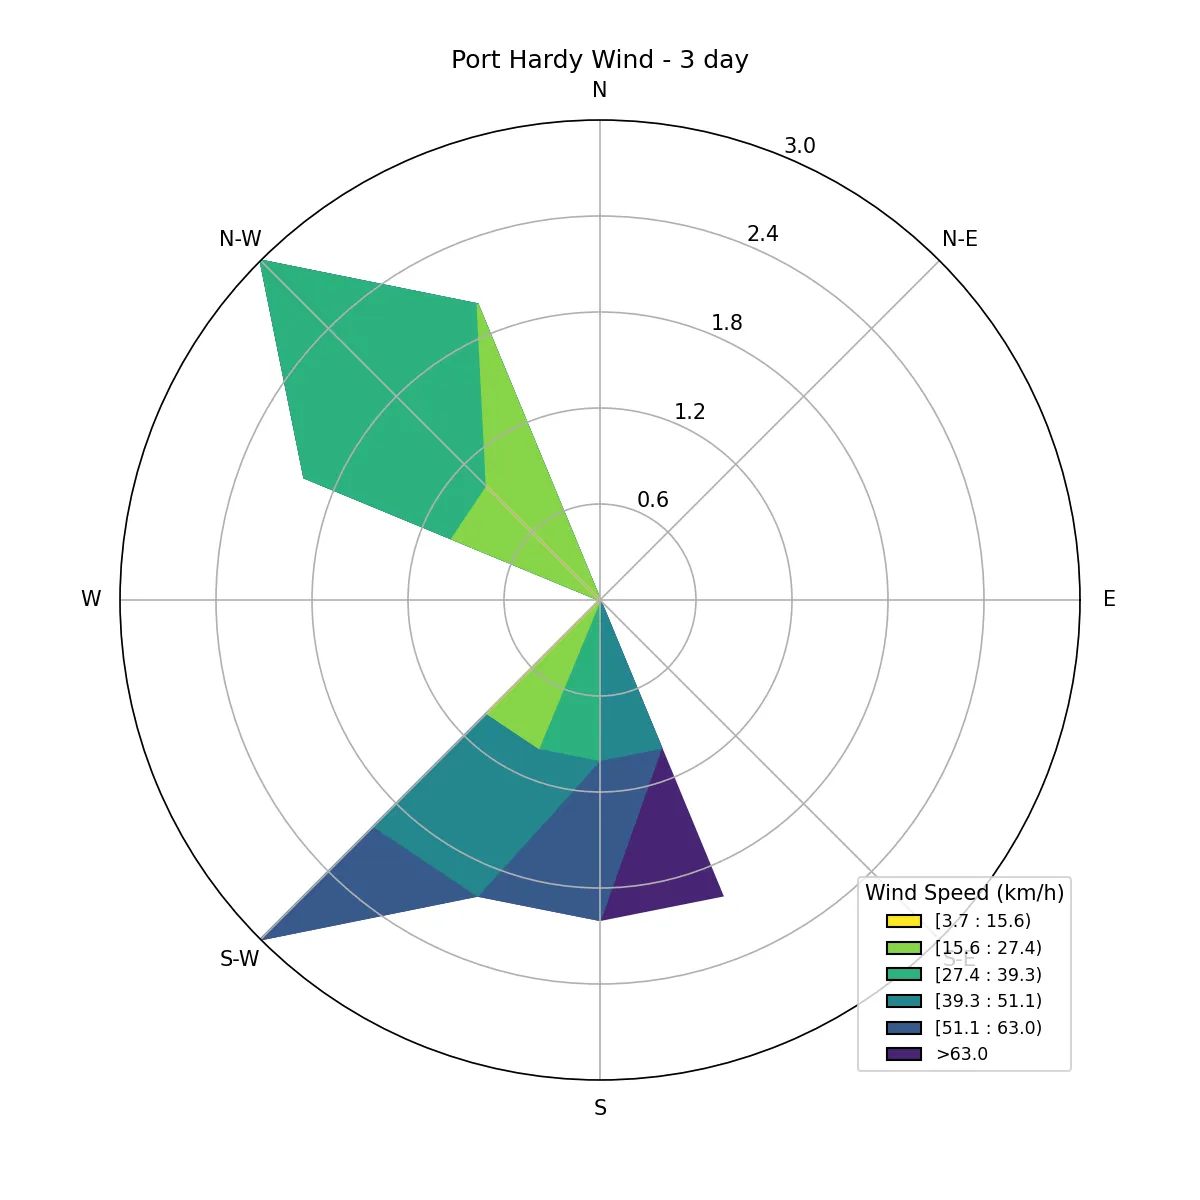 Port Hardy Wind - 3 day
N
3.0
2.4
N-W
N-E
1.8
1.2
0.6
W
E
S-W
S-E
S
Wind Speed (km/h)
[3.7 : 15.6)
[15.6 : 27.4)
[27.4 : 39.3)
[39.3 : 51.1)
[51.1 : 63.0)
>63.0